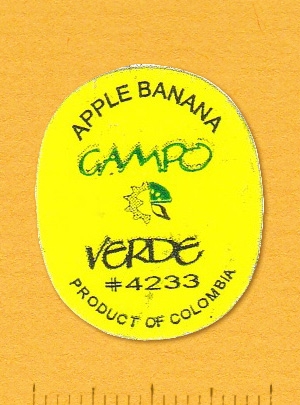 APPLE BANANA
CAMPO
VERDE
#4233
PRODUCT OF COLOMBIA